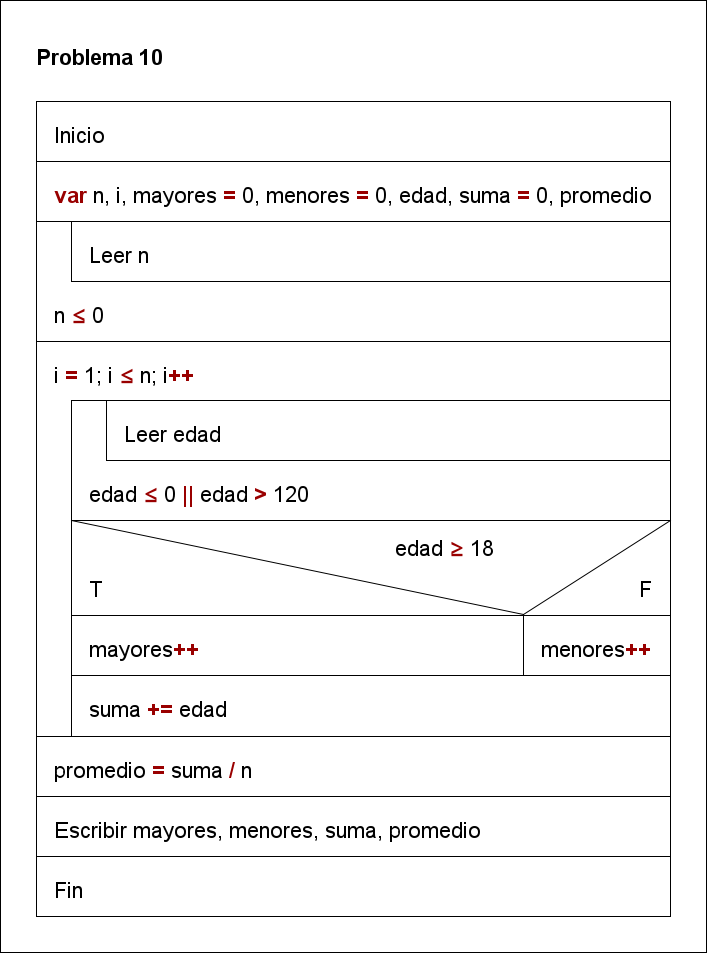 Problema 10
Inicio
var n, i, mayores = 0, menores = 0, edad, suma = 0, promedio
Leer n
n ≤ 0
i = 1; i ≤ n; i++
Leer edad
edad ≤ 0 || edad > 120
edad ≥ 18
T
F
mayores++
menores++
suma += edad
promedio = suma / n
Escribir mayores, menores, suma, promedio
Fin